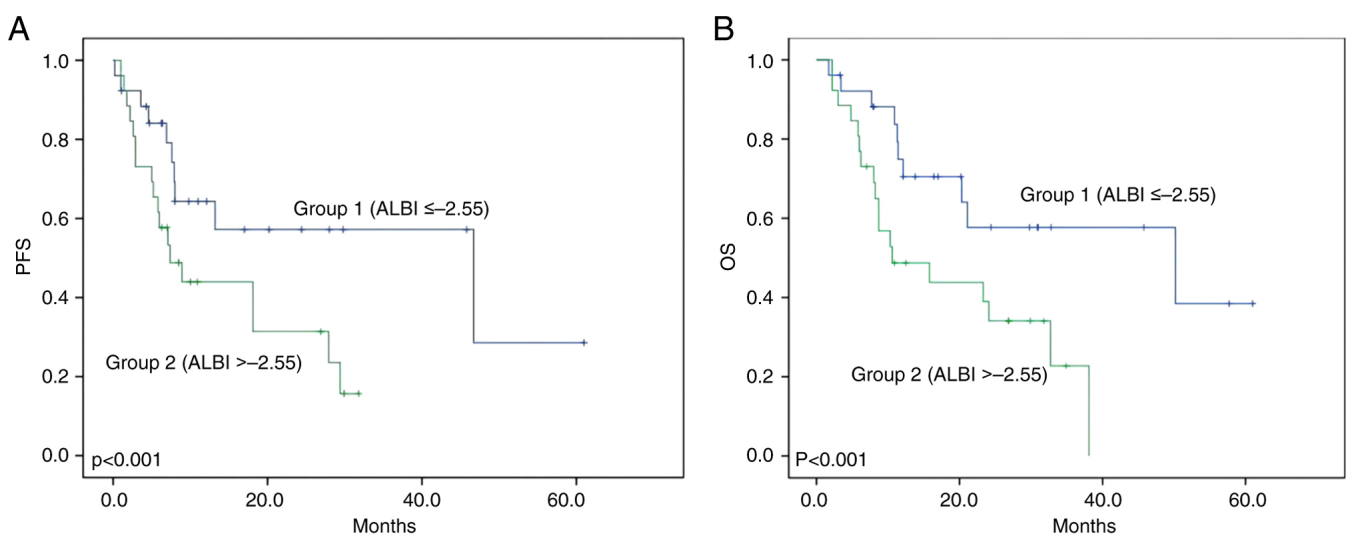 A
1.0
0.8
0.6
0.4
0.2
0.0
PFS
Group 1 (ALBI ≤–2.55)
Group 2 (ALBI >–2.55)
p<0.001
0.0 20.0 40.0 60.0
Months
B
1.0
0.8
0.6
0.4
0.2
0.0
OS
Group 1 (ALBI ≤–2.55)
Group 2 (ALBI >–2.55)
P<0.001
0.0 20.0 40.0 60.0
Months